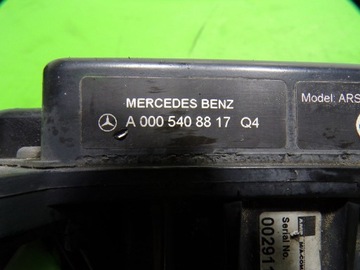 MERCEDES BENZ
A 000 540 88 17 Q4
Model: ARS
Serial No.
00291